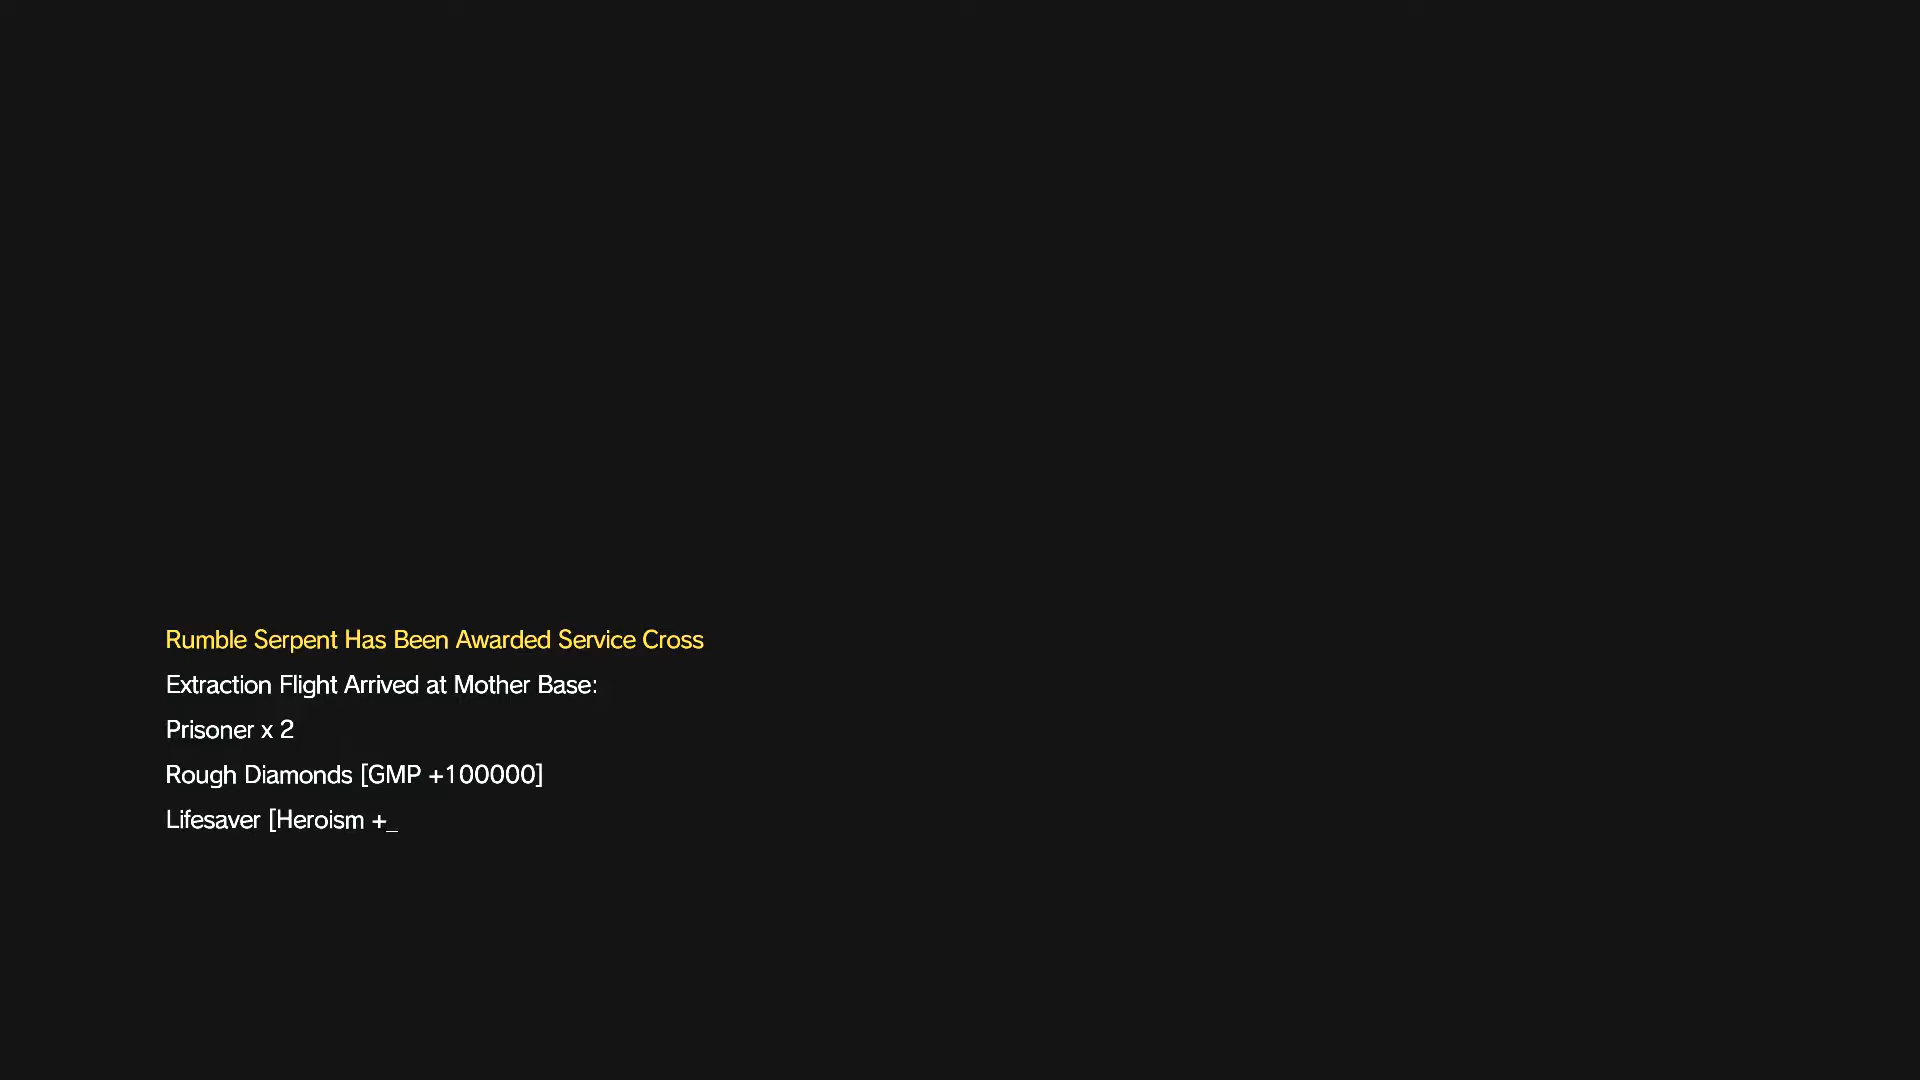 Rumble Serpent Has Been Awarded Service Cross
Extraction Flight Arrived at Mother Base:
Prisoner x 2
Rough Diamonds [GMP +100000]
Lifesaver [Heroism +_